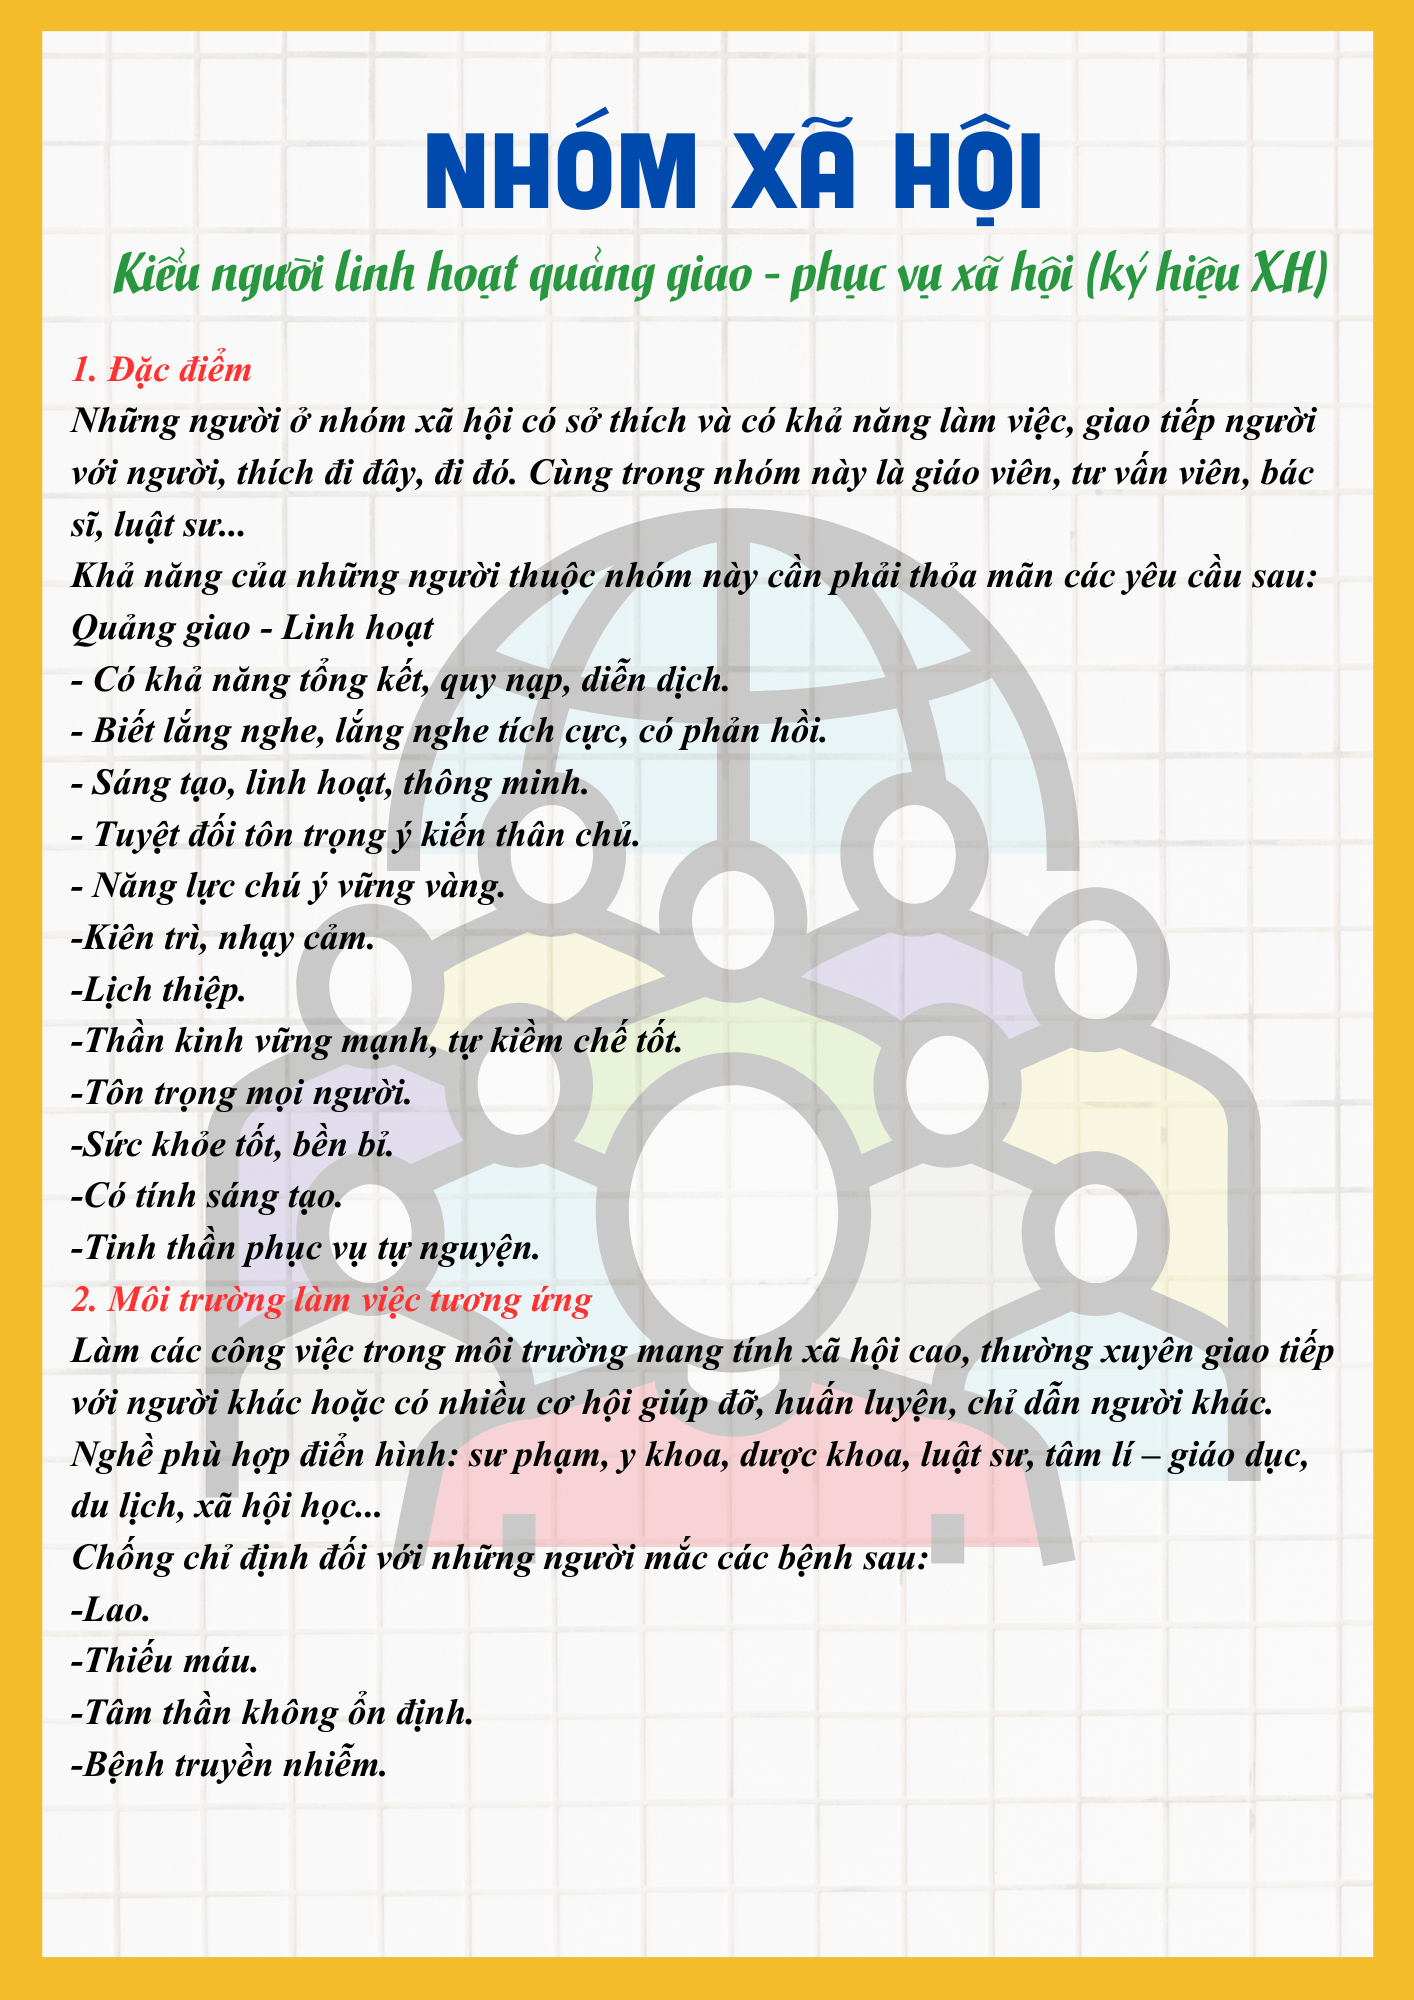 NHÓM XÃ HỘI
Kiểu người linh hoạt quảng giao - phục vụ xã hội (ký hiệu XH)
1. Đặc điểm
Những người ở nhóm xã hội có sở thích và có khả năng làm việc, giao tiếp người
với người, thích đi đây, đi đó. Cùng trong nhóm này là giáo viên, tư vấn viên, bác
sĩ, luật sư...
Khả năng của những người thuộc nhóm này cần phải thỏa mãn các yêu cầu sau:
Quảng giao - Linh hoạt
- Có khả năng tổng kết, quy nạp, diễn dịch.
- Biết lắng nghe, lắng nghe tích cực, có phản hồi.
- Sáng tạo, linh hoạt, thông minh.
- Tuyệt đối tôn trọng ý kiến thân chủ.
- Năng lực chú ý vững vàng.
-Kiên trì, nhạy cảm.
-Lịch thiệp.
-Thần kinh vững mạnh, tự kiềm chế tốt.
-Tôn trọng mọi người.
-Sức khỏe tốt, bền bỉ.
-Có tính sáng tạo.
-Tinh thần phục vụ tự nguyện.
2. Môi trường làm việc tương ứng
Làm các công việc trong môi trường mang tính xã hội cao, thường xuyên giao tiếp
với người khác hoặc có nhiều cơ hội giúp đỡ, huấn luyện, chỉ dẫn người khác.
Nghề phù hợp điển hình: sư phạm, y khoa, dược khoa, luật sư, tâm lí – giáo dục,
du lịch, xã hội học...
Chống chỉ định đối với những người mắc các bệnh sau:
-Lao.
-Thiếu máu.
-Tâm thần không ổn định.
-Bệnh truyền nhiễm.